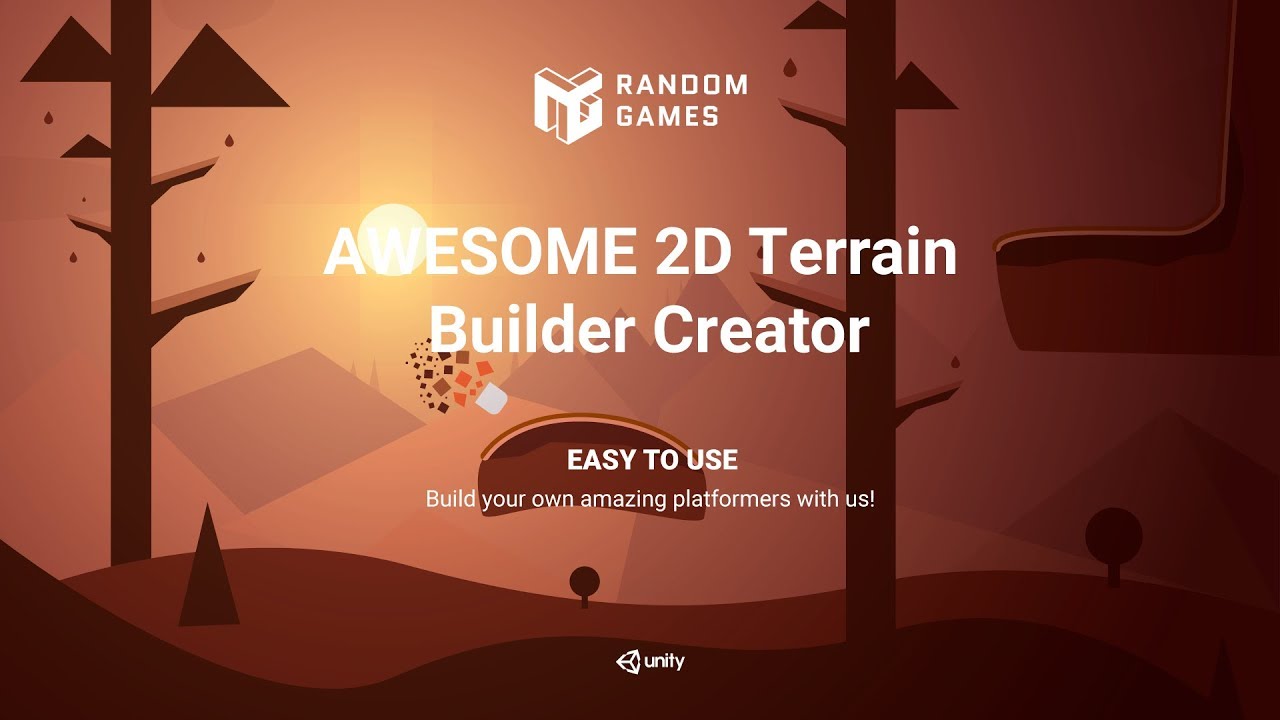 RANDOM
GAMES
AWESOME 2D Terrain
Builder Creator
EASY TO USE
Build your own amazing platformers with us!
unity